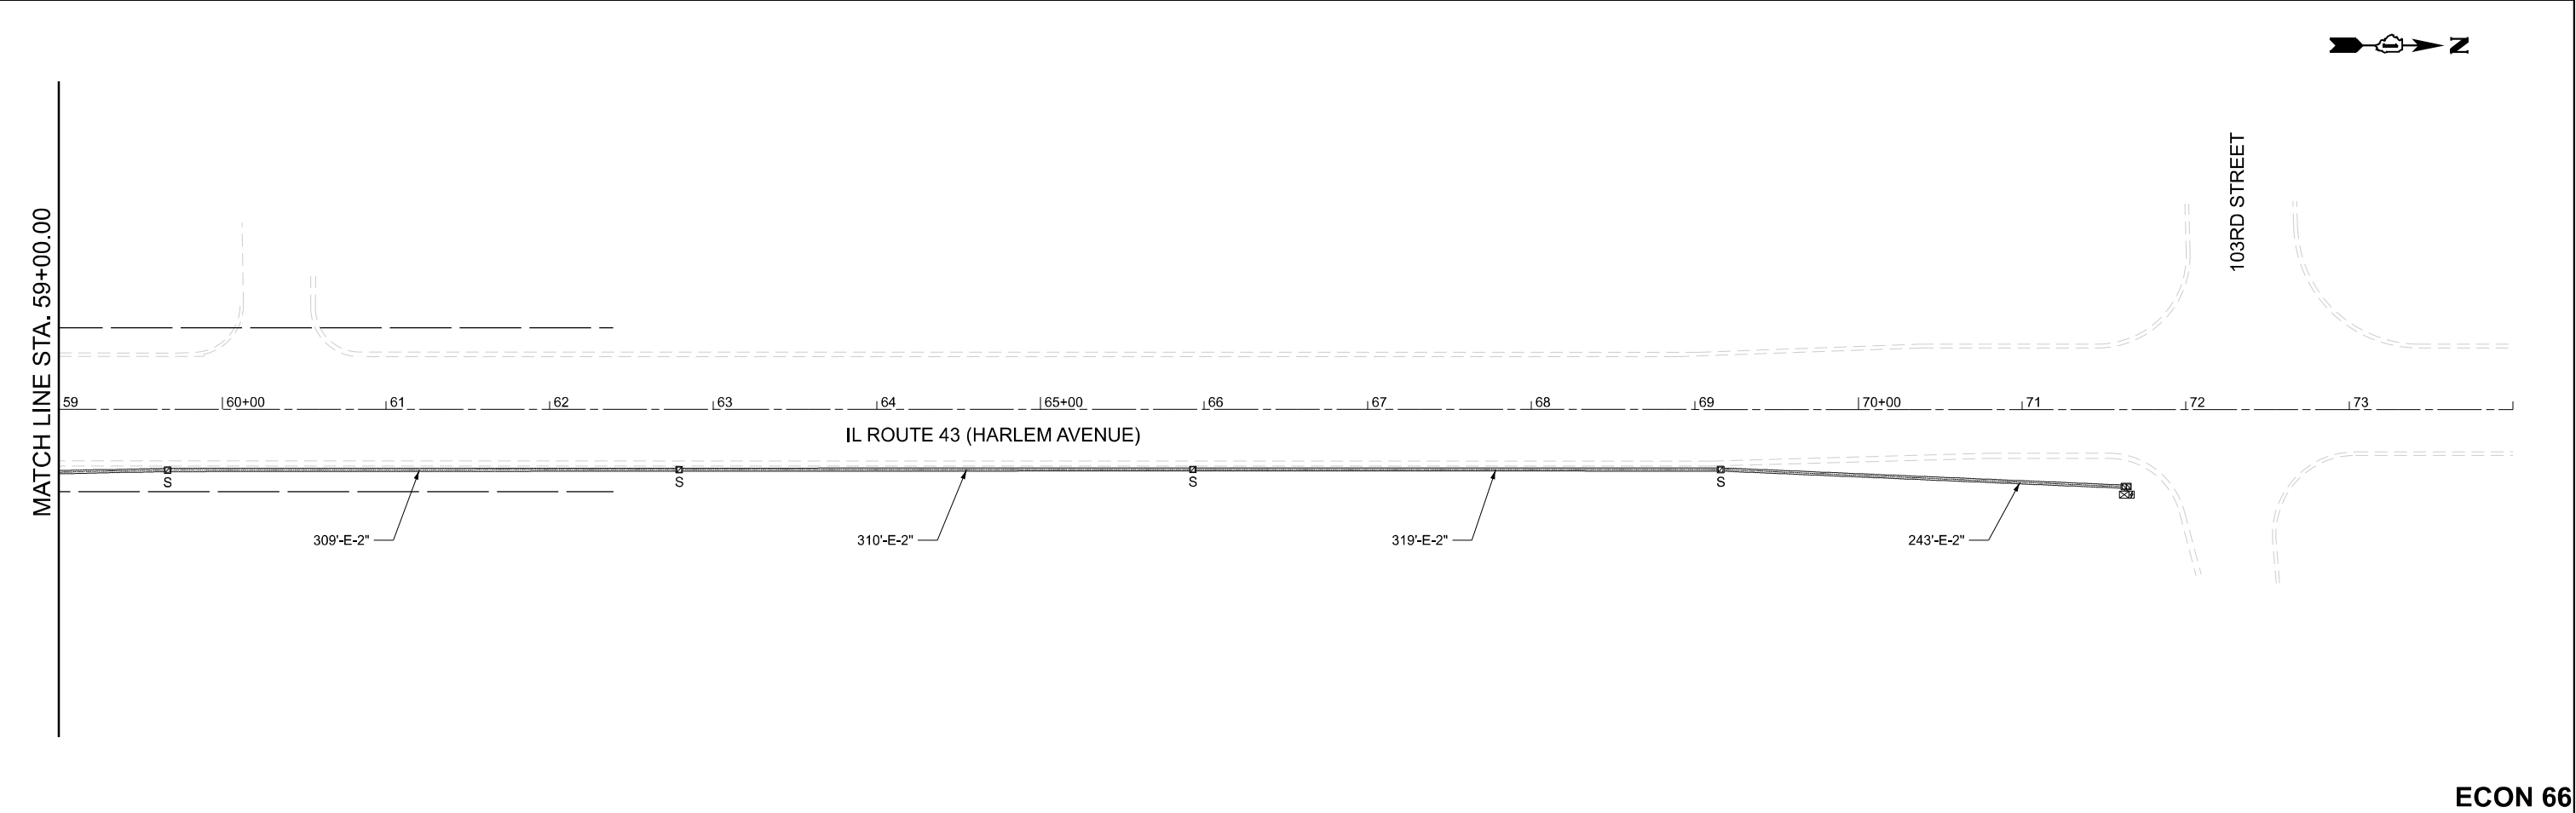 N
103RD STREET
MATCH LINE STA. 59+00.00
59
60+00
61
62
63
64
65+00
66
67
68
69
70+00
71
72
73
IL ROUTE 43 (HARLEM AVENUE)
S
S
S
S
309'-E-2"
310'-E-2"
319'-E-2"
243'-E-2"
ECON 66